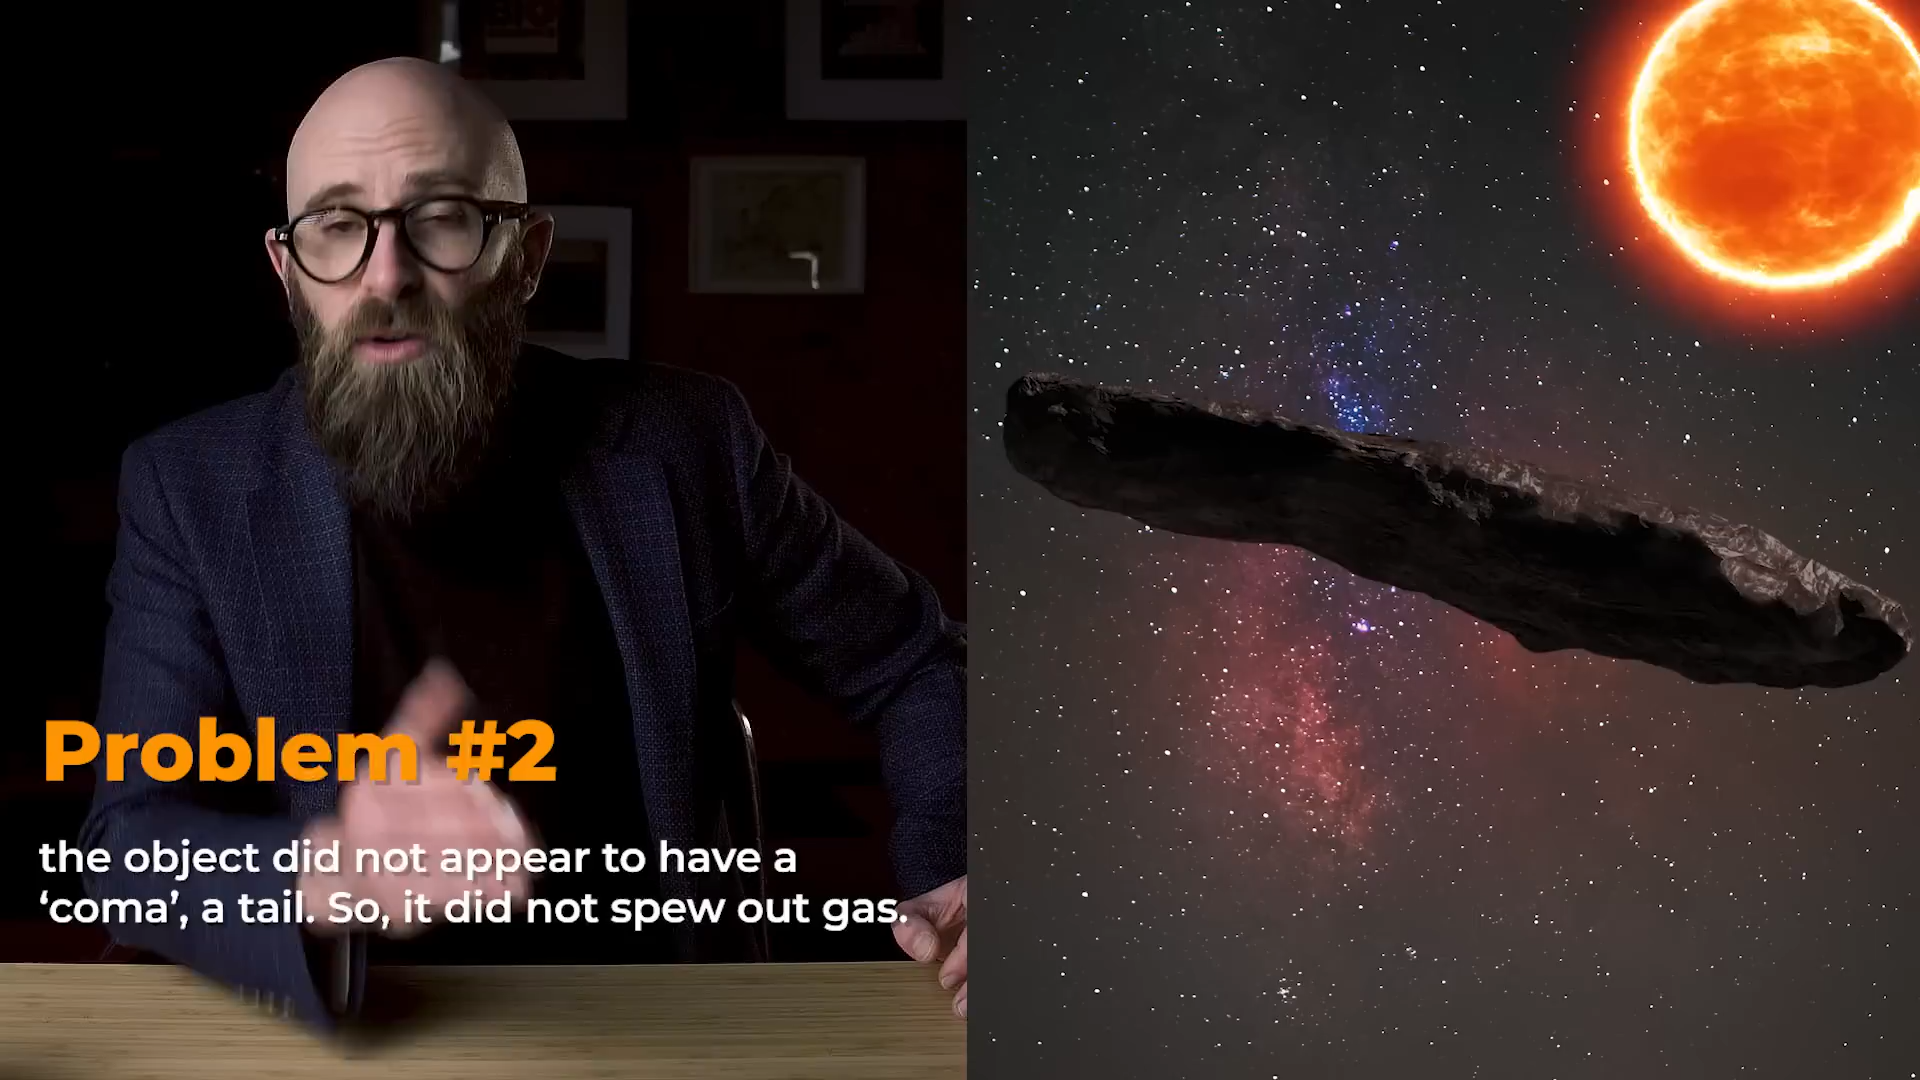 Problem #2
the object did not appear to have a
‘coma’, a tail. So, it did not spew out gas.